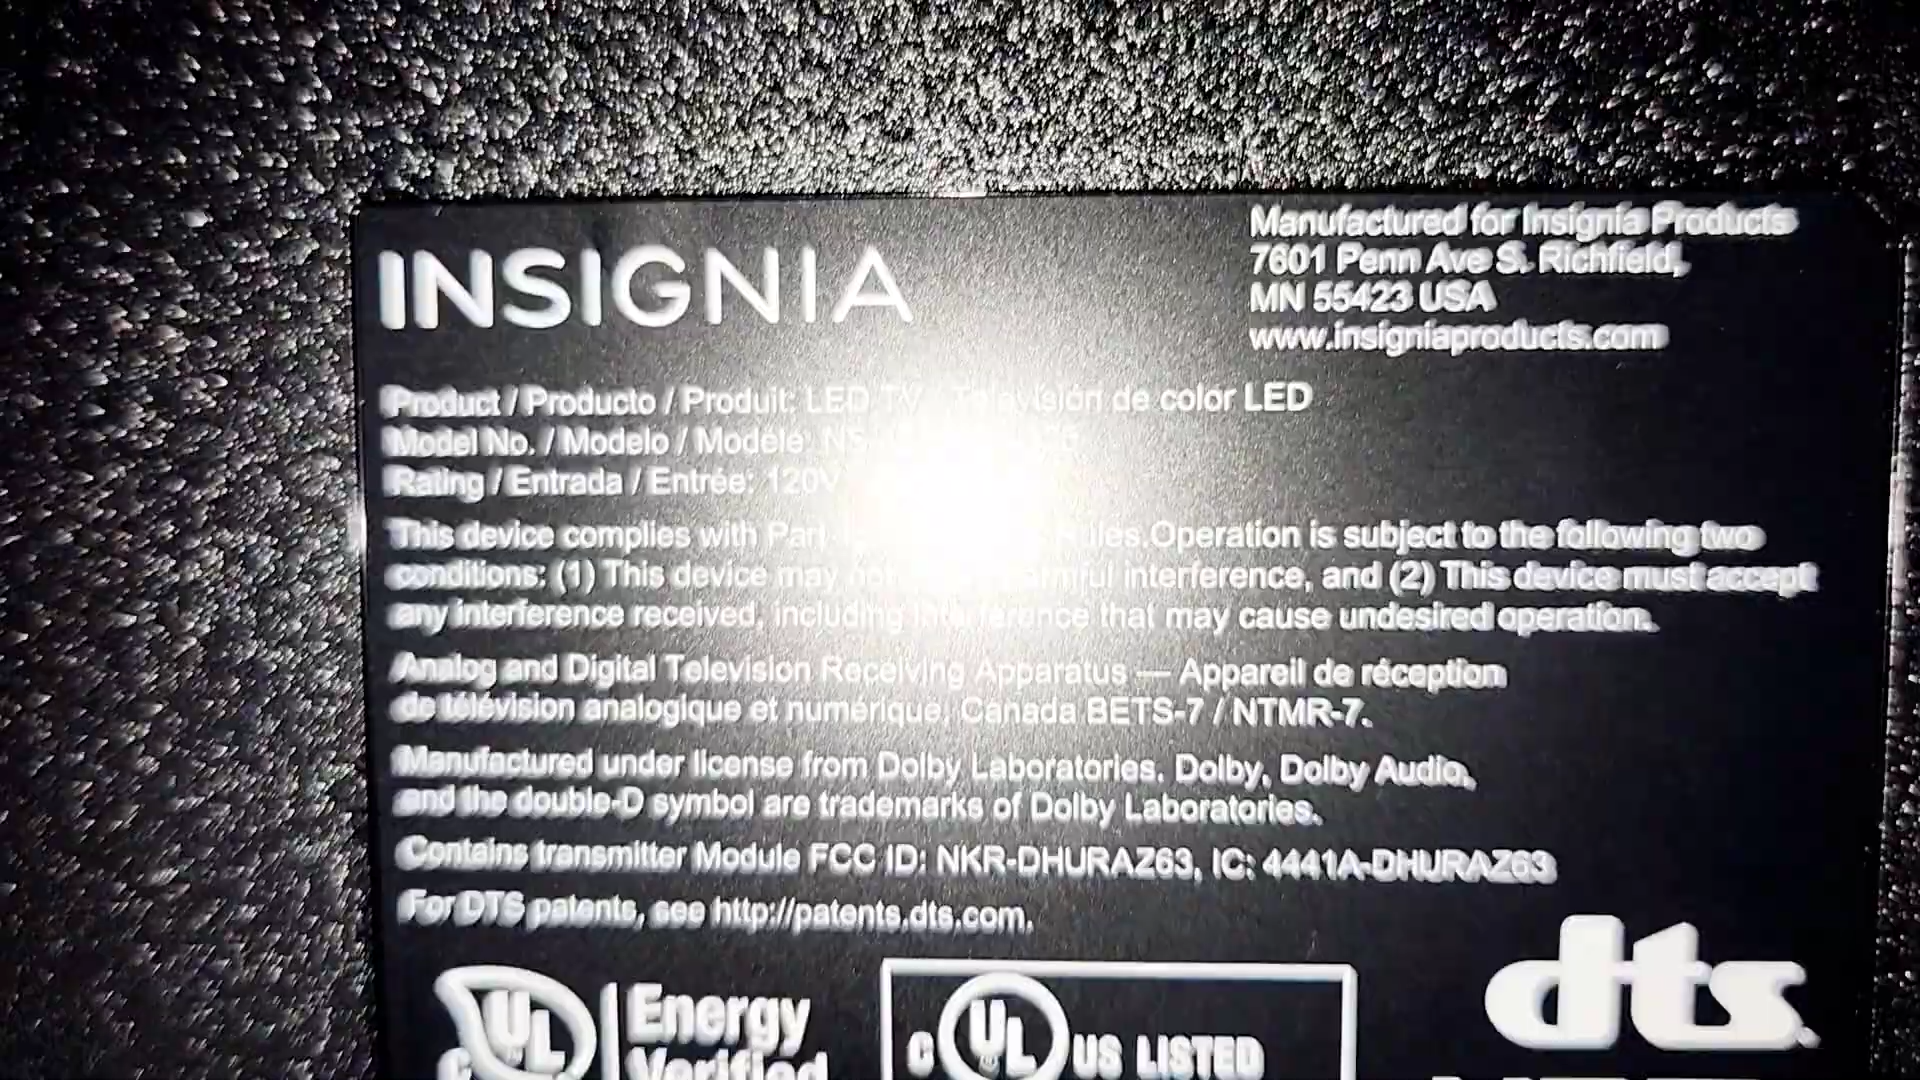 INSIGNIA
Manufactured for Insignia Products
7601 Penn Ave S. Richfield,
MN 55423 USA
www.insigniaproducts.com
Product / Producto / Produit: LED TV / Televisión de color LED
Model No. / Modelo / Modèle: NS
Rating / Entrada / Entrée: 120V
This device complies with Part Rules.Operation is subject to the following two
conditions: (1) This device may not harmful interference, and (2) This device must accept
any interference received, including interference that may cause undesired operation.
Analog and Digital Television Receiving Apparatus — Appareil de réception
de télévision analogique et numérique, Canada BETS-7 / NTMR-7.
Manufactured under license from Dolby Laboratories. Dolby, Dolby Audio,
and the double-D symbol are trademarks of Dolby Laboratories.
Contains transmitter Module FCC ID: NKR-DHURAZ63, IC: 4441A-DHURAZ63
For DTS patents, see http://patents.dts.com.
dts
UL Energy
Verified
C UL US LISTED